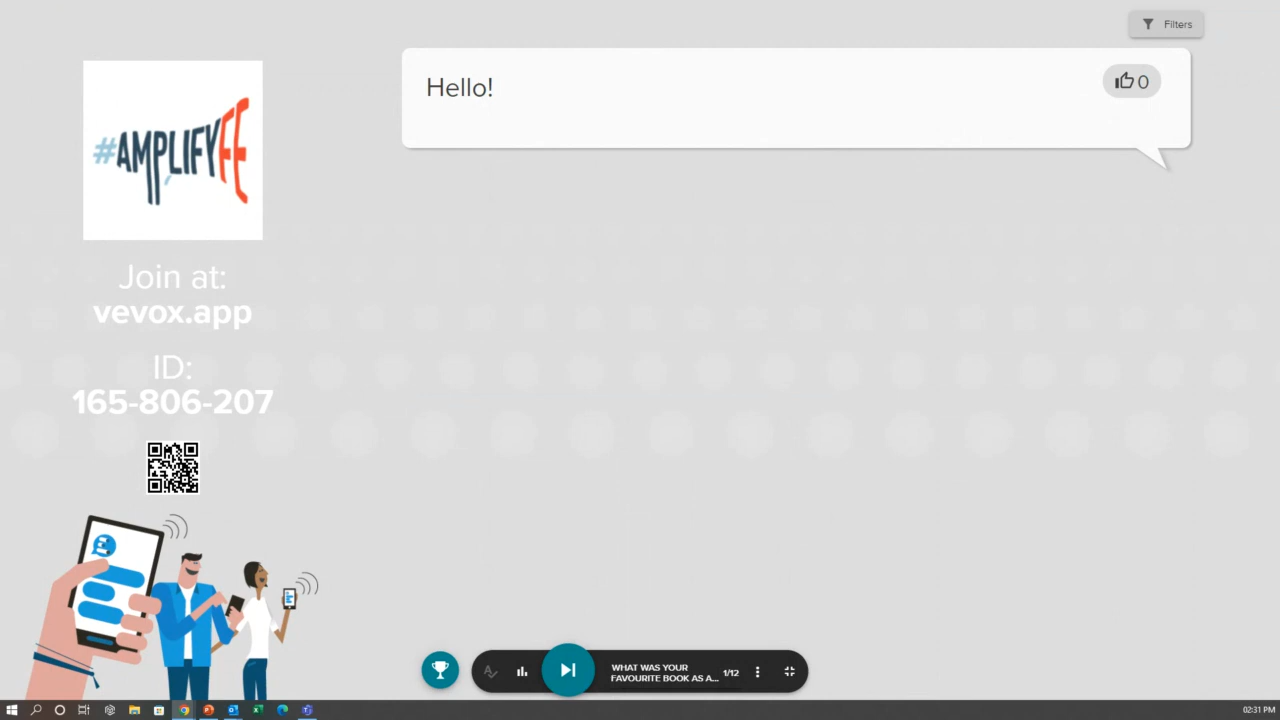 Filters
Hello!
0
#AMPLIFYFE
Join at:
vevox.app
ID:
165-806-207
WHAT WAS YOUR
FAVOURITE BOOK AS A...
1/12
02:31 PM